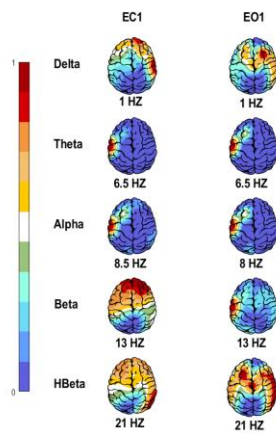 EC1 EO1
1
Delta
1 HZ 1 HZ
Theta
6.5 HZ 6.5 HZ
Alpha
8.5 HZ 8 HZ
Beta
13 HZ 13 HZ
HBeta
0
21 HZ 21 HZ